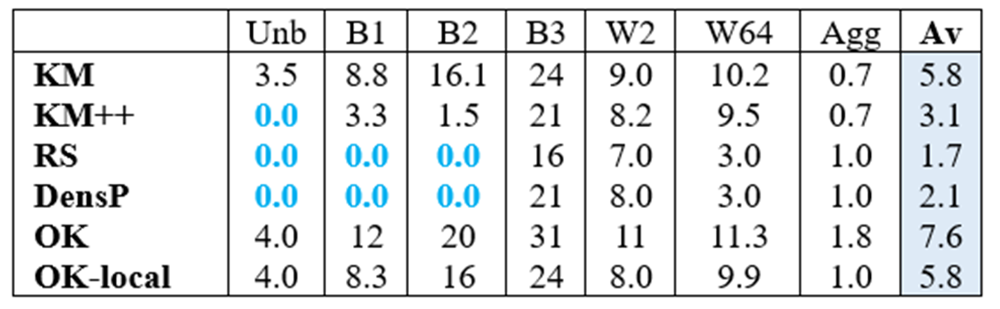 Unb B1 B2 B3 W2 W64 Agg Av
KM 3.5 8.8 16.1 24 9.0 10.2 0.7 5.8
KM++ 0.0 3.3 1.5 21 8.2 9.5 0.7 3.1
RS 0.0 0.0 0.0 16 7.0 3.0 1.0 1.7
DensP 0.0 0.0 0.0 21 8.0 3.0 1.0 2.1
OK 4.0 12 20 31 11 11.3 1.8 7.6
OK-local 4.0 8.3 16 24 8.0 9.9 1.0 5.8